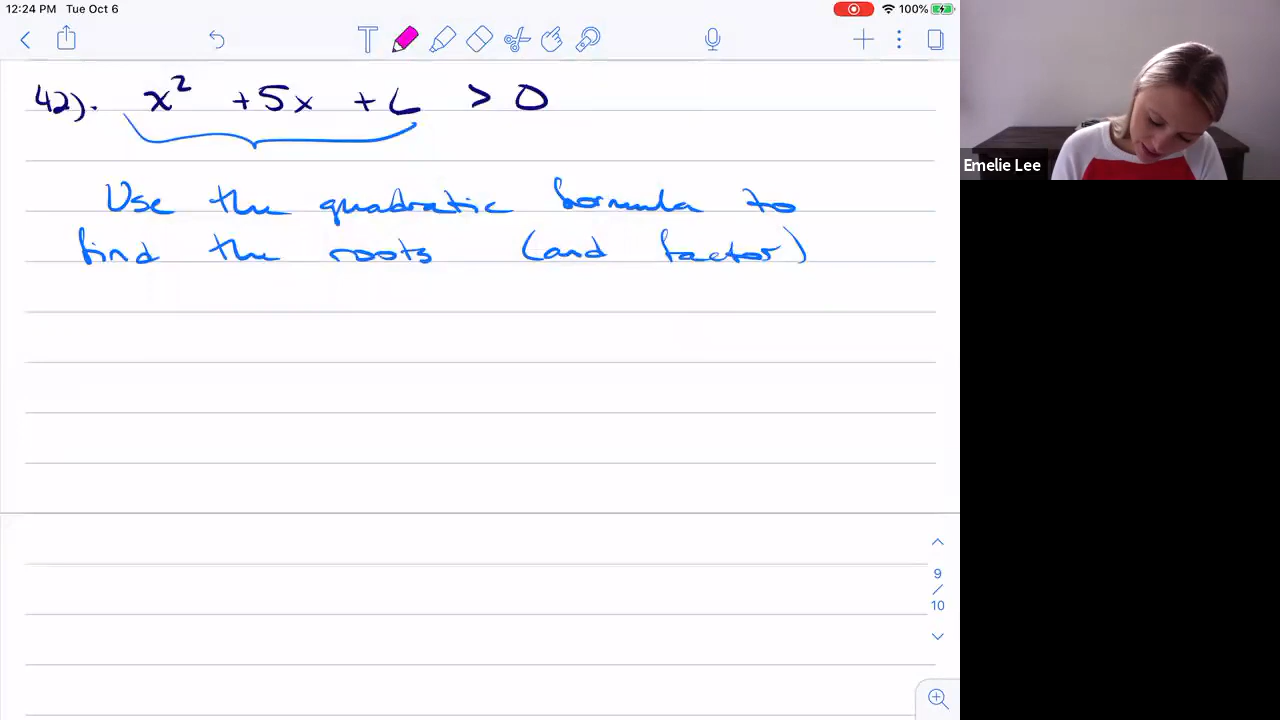 12:24 PM Tue Oct 6
100%
42). x² +5x +6 > 0
Use the quadratic formula to
find the roots (and factor)
Emelie Lee
9
/
10